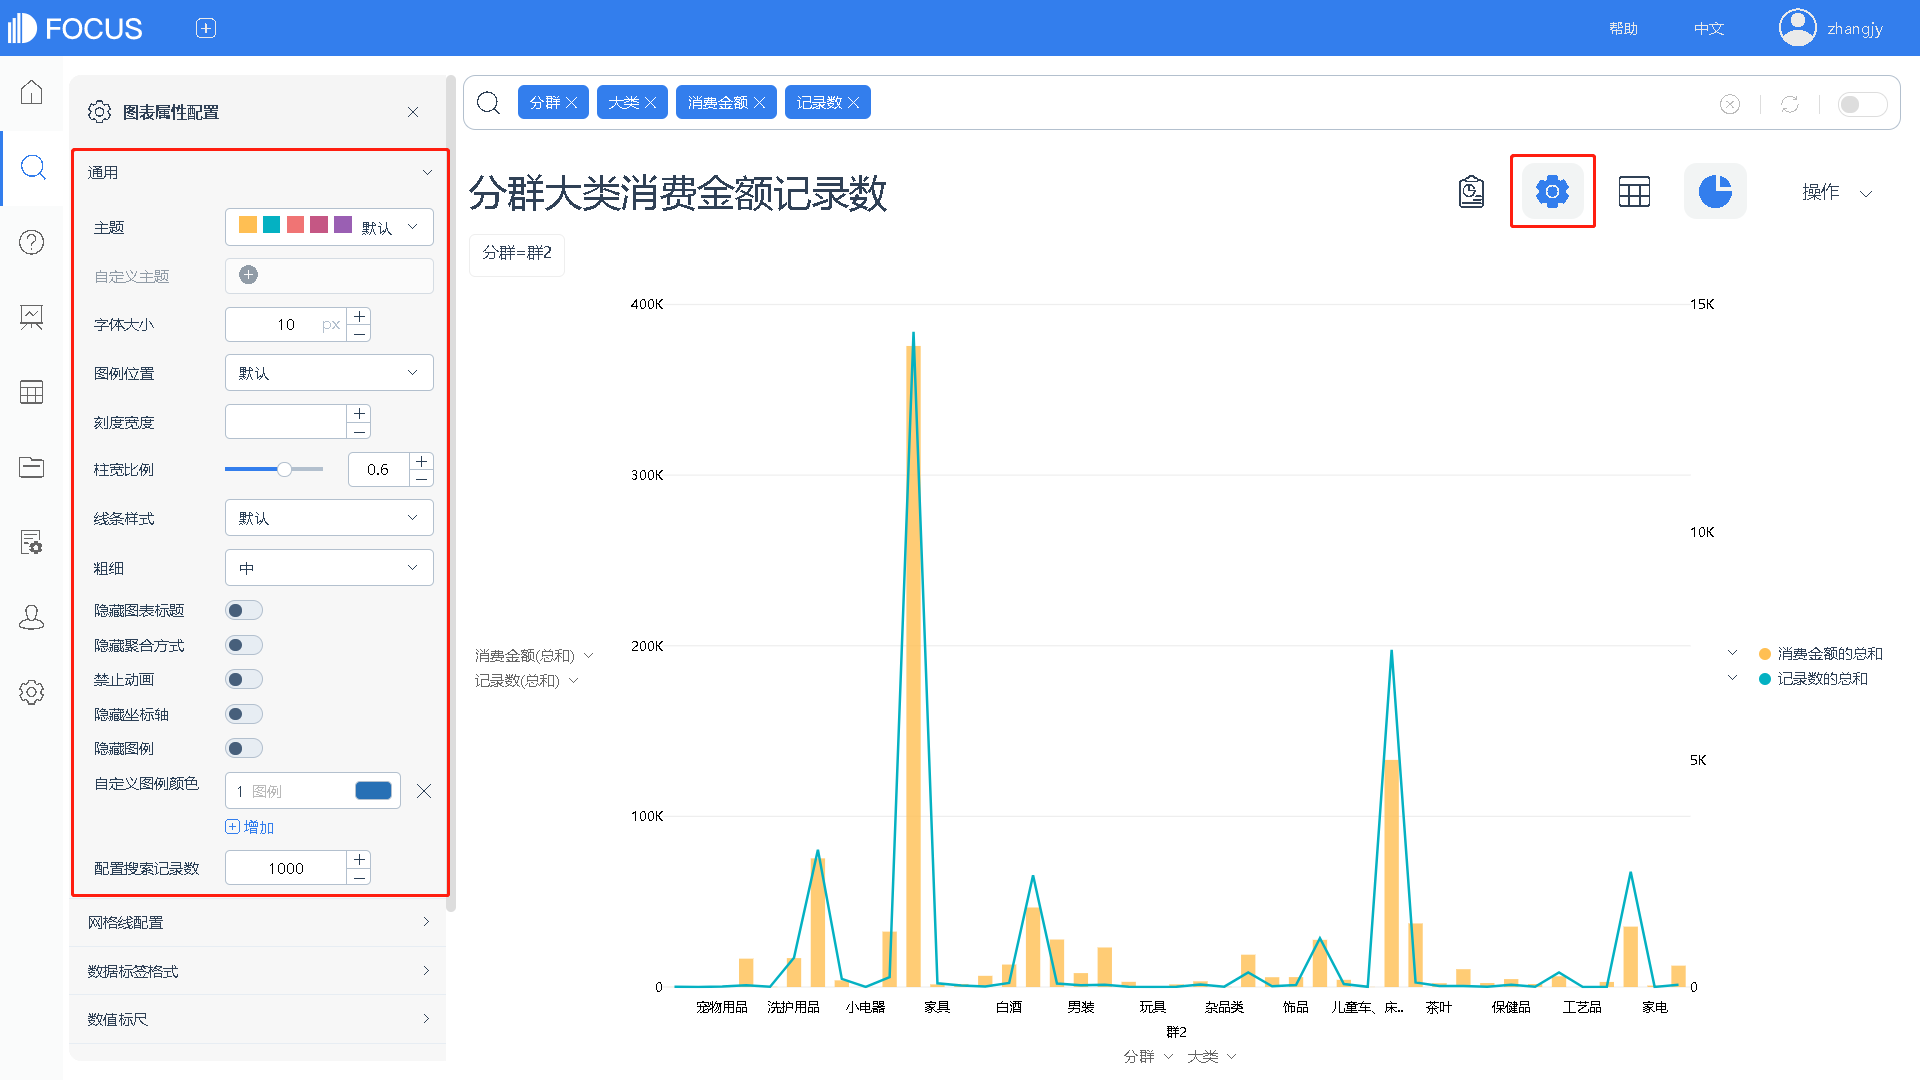 FOCUS
帮助 中文 zhangjy
图表属性配置
通用
主题 默认
自定义主题
字体大小 10 px
图例位置 默认
刻度宽度
柱宽比例 0.6
线条样式 默认
粗细 中
隐藏图表标题
隐藏聚合方式
禁止动画
隐藏坐标轴
隐藏图例
自定义图例颜色 1 图例
增加
配置搜索记录数 1000
网格线配置
数据标签格式
数值标尺
分群 大类 消费金额 记录数
分群大类消费金额记录数
操作
分群=群2
400K
300K
200K
100K
0
15K
10K
5K
0
消费金额(总和)
记录数(总和)
消费金额的总和
记录数的总和
宠物用品 洗护用品 小电器 家具 白酒 男装 玩具 杂品类 饰品 儿童车、床.. 茶叶 保健品 工艺品 家电
群2
分群 大类